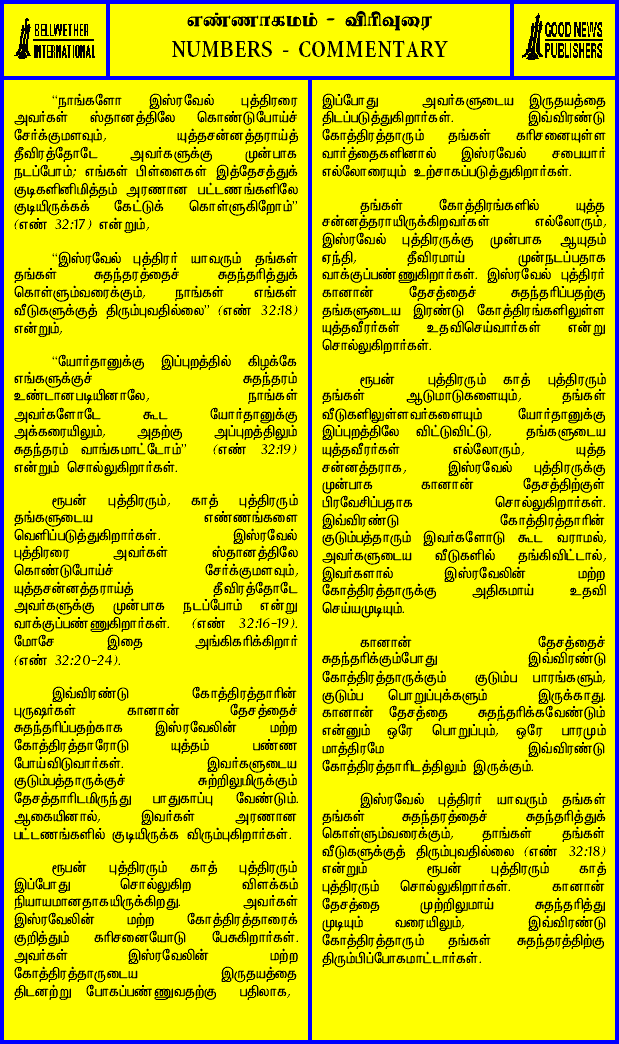 BELLWETHER
INTERNATIONAL
எண்ணாகமம் - விரிவுரை
NUMBERS - COMMENTARY
GOOD NEWS
PUBLISHERS
“நாங்களோ இஸ்ரவேல் புத்திரரை
அவர்கள் ஸ்தானத்திலே கொண்டுபோய்ச்
சேர்க்குமளவும், யுத்தசன்னத்தராய்த்
தீவிரத்தோடே அவர்களுக்கு முன்பாக
நடப்போம்; எங்கள் பிள்ளைகள் இத்தேசத்துக்
குடிகளினிமித்தம் அரணான பட்டணங்களிலே
குடியிருக்கக் கேட்டுக் கொள்ளுகிறோம்”
(எண் 32:17) என்றும்,
“இஸ்ரவேல் புத்திரர் யாவரும் தங்கள்
தங்கள் சுதந்தரத்தைச் சுதந்தரித்துக்
கொள்ளும்வரைக்கும், நாங்கள் எங்கள்
வீடுகளுக்குத் திரும்புவதில்லை” (எண் 32:18)
என்றும்,
“யோர்தானுக்கு இப்புறத்தில் கிழக்கே
எங்களுக்குச் சுதந்தரம்
உண்டானபடியினாலே, நாங்கள்
அவர்களோடே கூட யோர்தானுக்கு
அக்கரையிலும், அதற்கு அப்புறத்திலும்
சுதந்தரம் வாங்கமாட்டோம்” (எண் 32:19)
என்றும் சொல்லுகிறார்கள்.
ரூபன் புத்திரரும், காத் புத்திரரும்
தங்களுடைய எண்ணங்களை
வெளிப்படுத்துகிறார்கள். இஸ்ரவேல்
புத்திரரை அவர்கள் ஸ்தானத்திலே
கொண்டுபோய்ச் சேர்க்குமளவும்,
யுத்தசன்னத்தராய்த் தீவிரத்தோடே
அவர்களுக்கு முன்பாக நடப்போம் என்று
வாக்குப்பண்ணுகிறார்கள். (எண் 32:16-19).
மோசே இதை அங்கிகரிக்கிறார்
(எண் 32:20-24).
இவ்விரண்டு கோத்திரத்தாரின்
புருஷர்கள் கானான் தேசத்தைச்
சுதந்தரிப்பதற்காக இஸ்ரவேலின் மற்ற
கோத்திரத்தாரோடு யுத்தம் பண்ண
போய்விடுவார்கள். இவர்களுடைய
குடும்பத்தாருக்குச் சுற்றிலுமிருக்கும்
தேசத்தாரிடமிருந்து பாதுகாப்பு வேண்டும்.
ஆகையினால், இவர்கள் அரணான
பட்டணங்களில் குடியிருக்க விரும்புகிறார்கள்.
ரூபன் புத்திரரும் காத் புத்திரரும்
இப்போது சொல்லுகிற விளக்கம்
நியாயமானதாகயிருக்கிறது. அவர்கள்
இஸ்ரவேலின் மற்ற கோத்திரத்தாரைக்
குறித்தும் கரிசனையோடு பேசுகிறார்கள்.
அவர்கள் இஸ்ரவேலின் மற்ற
கோத்திரத்தாருடைய இருதயத்தை
திடனற்று போகப்பண்ணுவதற்கு பதிலாக,
இப்போது அவர்களுடைய இருதயத்தை
திடப்படுத்துகிறார்கள். இவ்விரண்டு
கோத்திரத்தாரும் தங்கள் கரிசனையுள்ள
வார்த்தைகளினால் இஸ்ரவேல் சபையார்
எல்லோரையும் உற்சாகப்படுத்துகிறார்கள்.
தங்கள் கோத்திரங்களில் யுத்த
சன்னத்தராயிருக்கிறவர்கள் எல்லோரும்,
இஸ்ரவேல் புத்திரருக்கு முன்பாக ஆயுதம்
ஏந்தி, தீவிரமாய் முன்நடப்பதாக
வாக்குப்பண்ணுகிறார்கள். இஸ்ரவேல் புத்திரர்
கானான் தேசத்தைச் சுதந்தரிப்பதற்கு
தங்களுடைய இரண்டு கோத்திரங்களிலுள்ள
யுத்தவீரர்கள் உதவிசெய்வார்கள் என்று
சொல்லுகிறார்கள்.
ரூபன் புத்திரரும் காத் புத்திரரும்
தங்கள் ஆடுமாடுகளையும், தங்கள்
வீடுகளிலுள்ளவர்களையும் யோர்தானுக்கு
இப்புறத்திலே விட்டுவிட்டு, தங்களுடைய
யுத்தவீரர்கள் எல்லோரும், யுத்த
சன்னத்தராக, இஸ்ரவேல் புத்திரருக்கு
முன்பாக கானான் தேசத்திற்குள்
பிரவேசிப்பதாக சொல்லுகிறார்கள்.
இவ்விரண்டு கோத்திரத்தாரின்
குடும்பத்தாரும் இவர்களோடு கூட வராமல்,
அவர்களுடைய வீடுகளில் தங்கிவிட்டால்,
இவர்களால் இஸ்ரவேலின் மற்ற
கோத்திரத்தாருக்கு அதிகமாய் உதவி
செய்யமுடியும்.
கானான் தேசத்தைச்
சுதந்தரிக்கும்போது இவ்விரண்டு
கோத்திரத்தாருக்கும் குடும்ப பாரங்களும்,
குடும்ப பொறுப்புக்களும் இருக்காது.
கானான் தேசத்தை சுதந்தரிக்கவேண்டும்
என்னும் ஒரே பொறுப்பும், ஒரே பாரமும்
மாத்திரமே இவ்விரண்டு
கோத்திரத்தாரிடத்திலும் இருக்கும்.
இஸ்ரவேல் புத்திரர் யாவரும் தங்கள்
தங்கள் சுதந்தரத்தைச் சுதந்தரித்துக்
கொள்ளும்வரைக்கும், தாங்கள் தங்கள்
வீடுகளுக்குத் திரும்புவதில்லை (எண் 32:18)
என்றும் ரூபன் புத்திரரும் காத்
புத்திரரும் சொல்லுகிறார்கள். கானான்
தேசத்தை முற்றிலுமாய் சுதந்தரித்து
முடியும் வரையிலும், இவ்விரண்டு
கோத்திரத்தாரும் தங்கள் சுதந்தரத்திற்கு
திரும்பிப்போகமாட்டார்கள்.